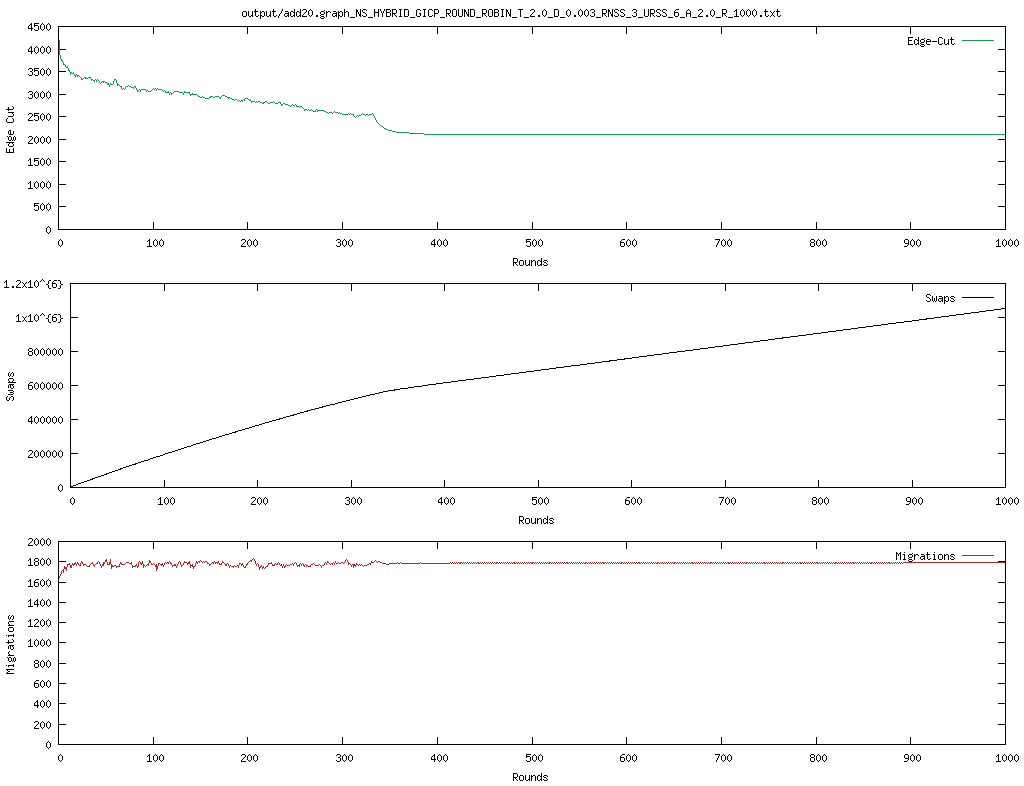 output/add20.graph_NS_HYBRID_GICP_ROUND_ROBIN_T_2.0_D_0.003_RNSS_3_URSS_6_A_2.0_R_1000.txt
4500
4000
3500
3000
2500
2000
1500
1000
500
0
Edge Cut
Edge-Cut
0 100 200 300 400 500 600 700 800 900 1000
Rounds
1.2x10^{6}
1x10^{6}
800000
600000
400000
200000
0
Swaps
Swaps
0 100 200 300 400 500 600 700 800 900 1000
Rounds
2000
1800
1600
1400
1200
1000
800
600
400
200
0
Migrations
Migrations
0 100 200 300 400 500 600 700 800 900 1000
Rounds